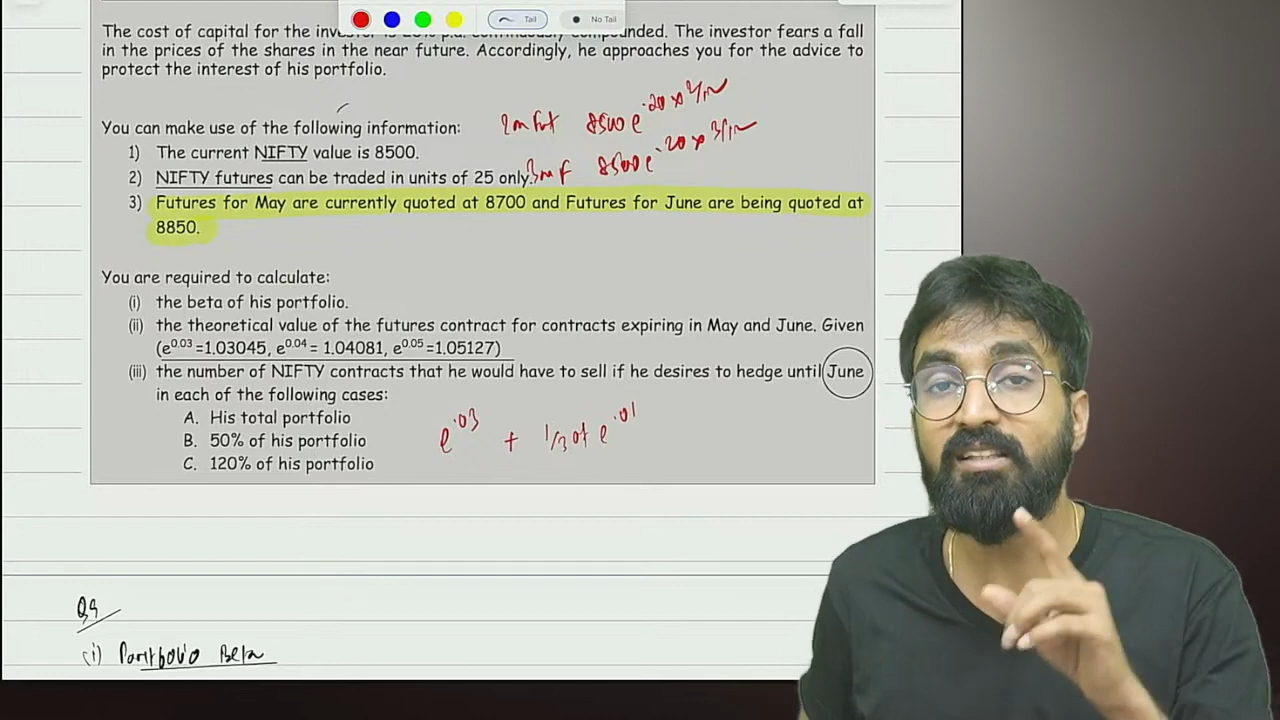 Tail
No Tail
The cost of capital for the investor is 20% p.a. continuously compounded. The investor fears a fall
in the prices of the shares in the near future. Accordingly, he approaches you for the advice to
protect the interest of his portfolio.
You can make use of the following information:
2m Fut 8500 e^.20 x 2/12
1) The current NIFTY value is 8500.
2) NIFTY futures can be traded in units of 25 only.
3m F 8500 e^.20 x 3/12
3) Futures for May are currently quoted at 8700 and Futures for June are being quoted at
8850.
You are required to calculate:
(i) the beta of his portfolio.
(ii) the theoretical value of the futures contract for contracts expiring in May and June. Given
(e^0.03 =1.03045, e^0.04 = 1.04081, e^0.05 =1.05127)
(iii) the number of NIFTY contracts that he would have to sell if he desires to hedge until June
in each of the following cases:
A. His total portfolio
B. 50% of his portfolio
C. 120% of his portfolio
e^.03 + 1/3 of e^.01
Q9
(i) Portfolio Beta